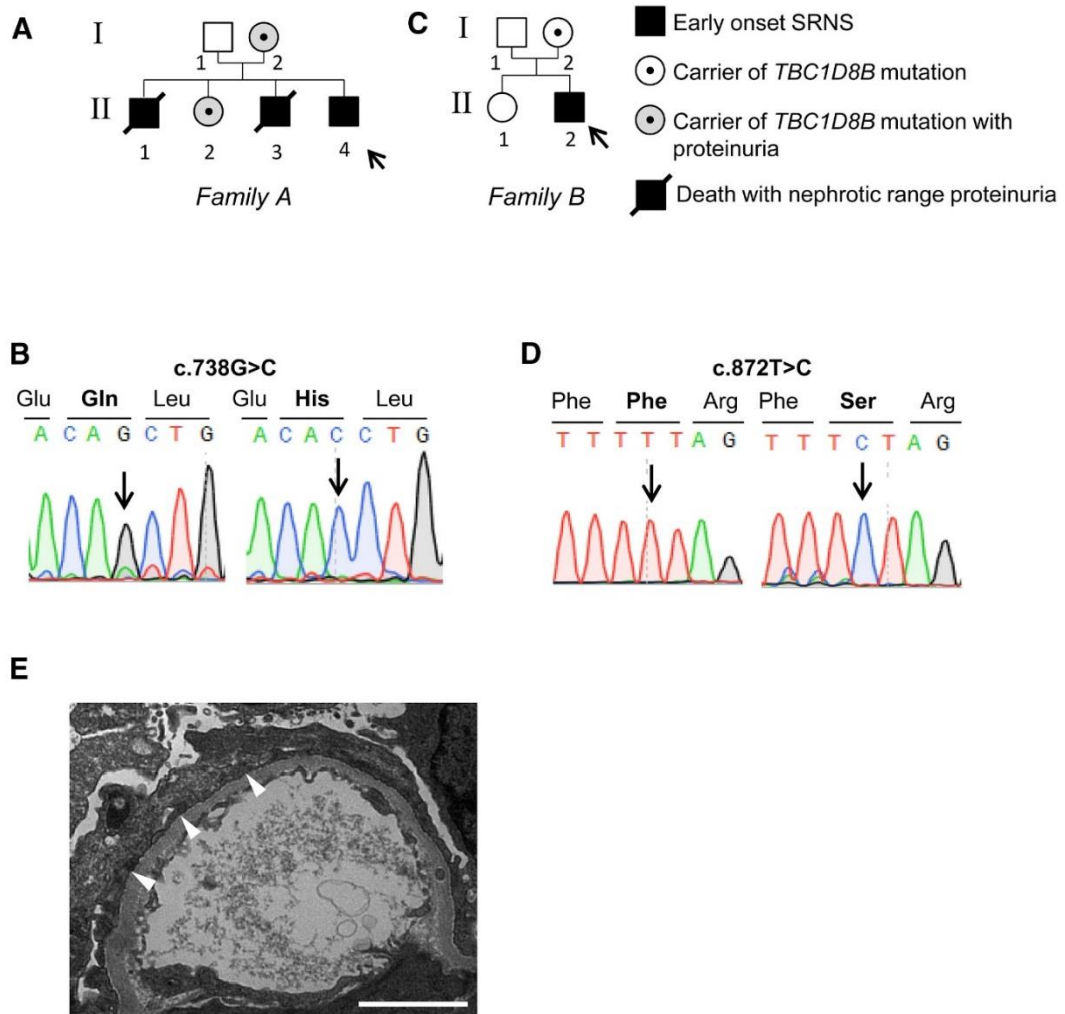 A
I
1 2
II
1 2 3 4
Family A
C
I
1 2
II
1 2
Family B
Early onset SRNS
Carrier of TBC1D8B mutation
Carrier of TBC1D8B mutation with
proteinuria
Death with nephrotic range proteinuria
B
c.738G>C
Glu Gln Leu Glu His Leu
A C A G C T G A C A C C T G
D
c.872T>C
Phe Phe Arg Phe Ser Arg
T T T T T A G T T T C T A G
E